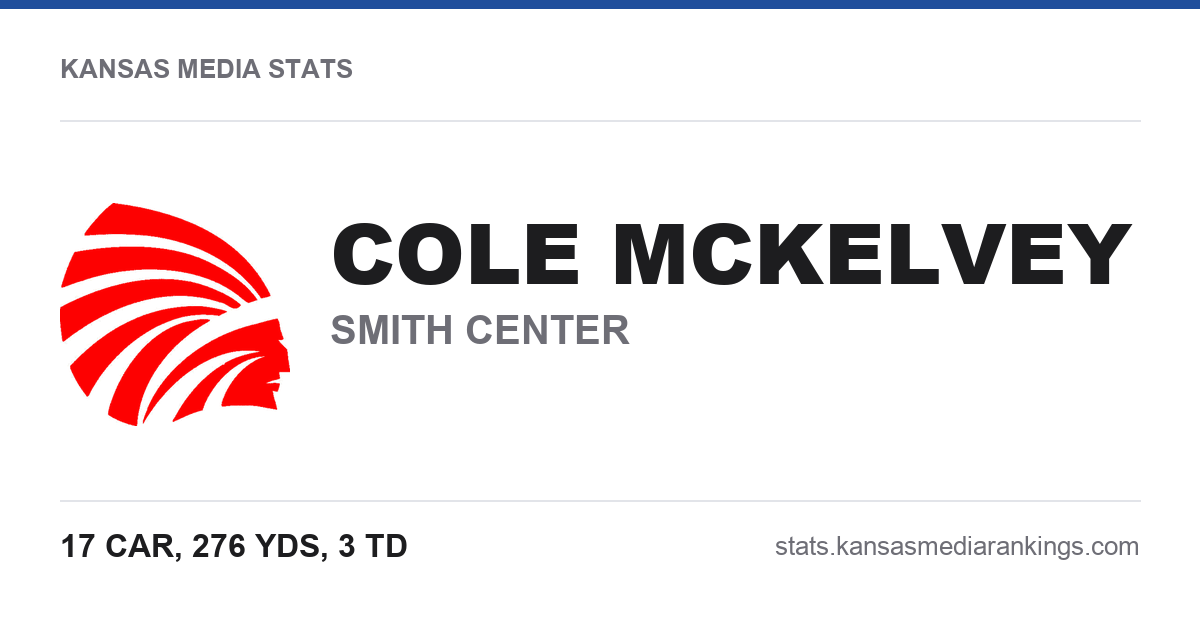 KANSAS MEDIA STATS
COLE MCKELVEY
SMITH CENTER
17 CAR, 276 YDS, 3 TD
stats.kansasmediarankings.com